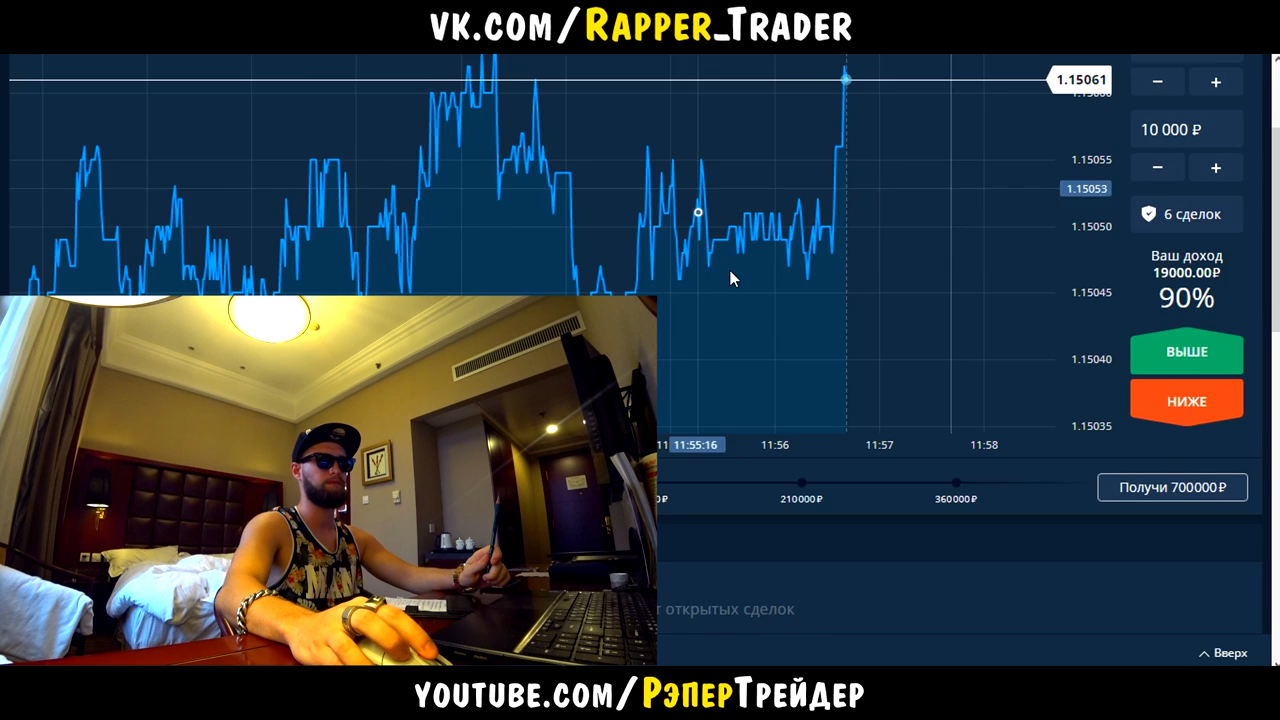 vk.com/Rapper_Trader
1.15061
− +
10 000 ₽
1.15055
− +
1.15053
6 сделок
1.15050
Ваш доход
19000.00₽
90%
1.15045
ВЫШЕ
1.15040
НИЖЕ
1.15035
11:55:16 11:56 11:57 11:58
210000₽ 360000₽
Получи 700000₽
открытых сделок
Вверх
youtube.com/РэперТрейдер